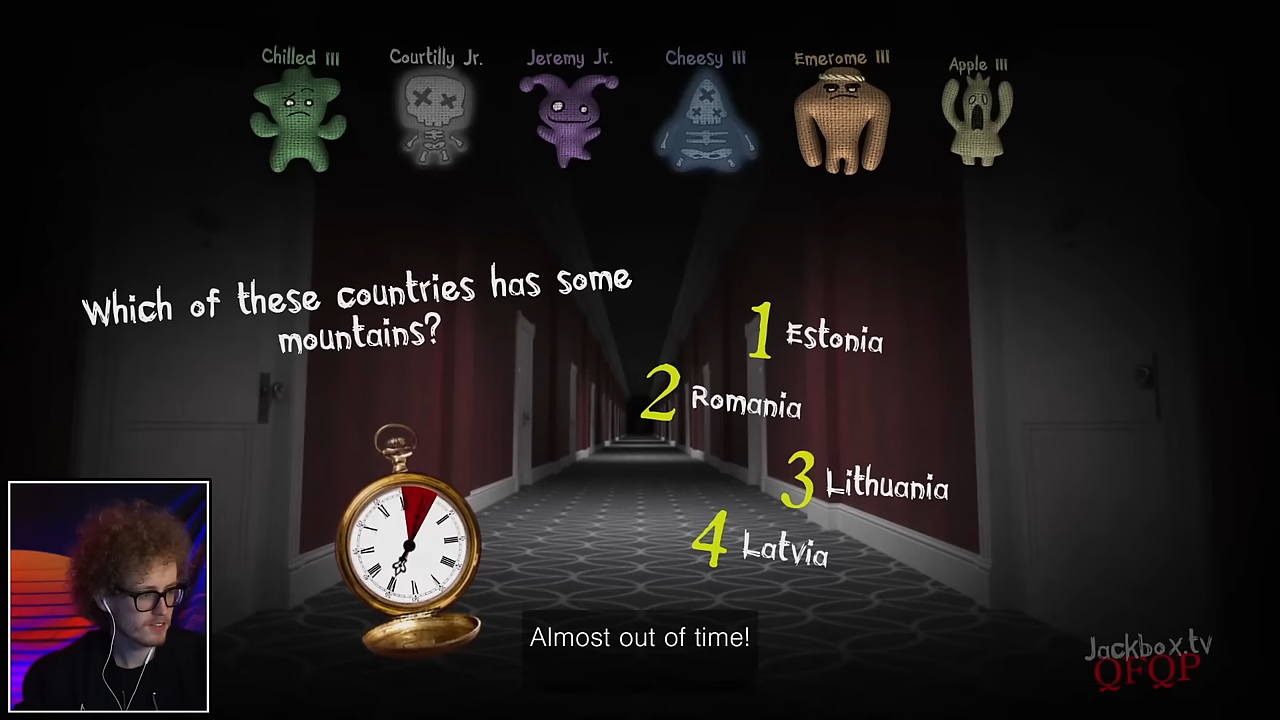 Chilled III
Courtilly Jr.
Jeremy Jr.
Cheesy III
Emerome III
Apple III
Which of these countries has some
mountains?
1 Estonia
2 Romania
3 Lithuania
4 Latvia
Almost out of time!
Jackbox.tv
QFQP